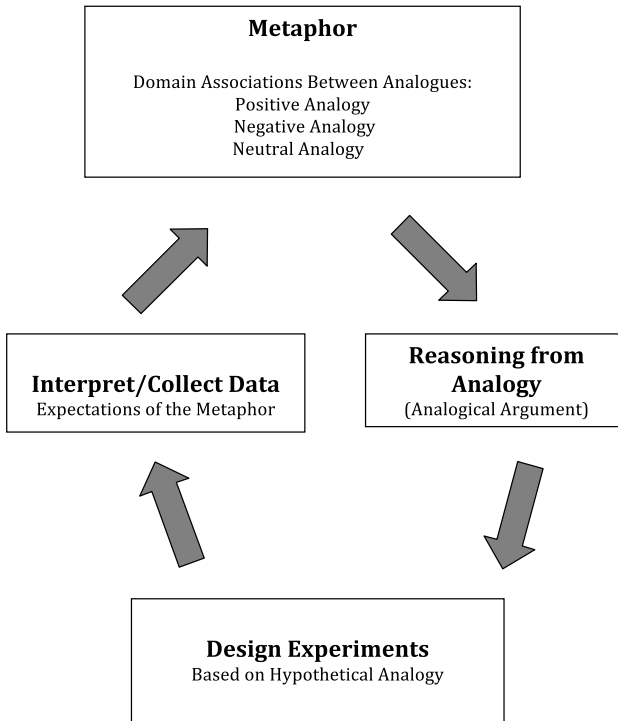 Metaphor
Domain Associations Between Analogues:
Positive Analogy
Negative Analogy
Neutral Analogy
Interpret/Collect Data
Expectations of the Metaphor
Reasoning from
Analogy
(Analogical Argument)
Design Experiments
Based on Hypothetical Analogy